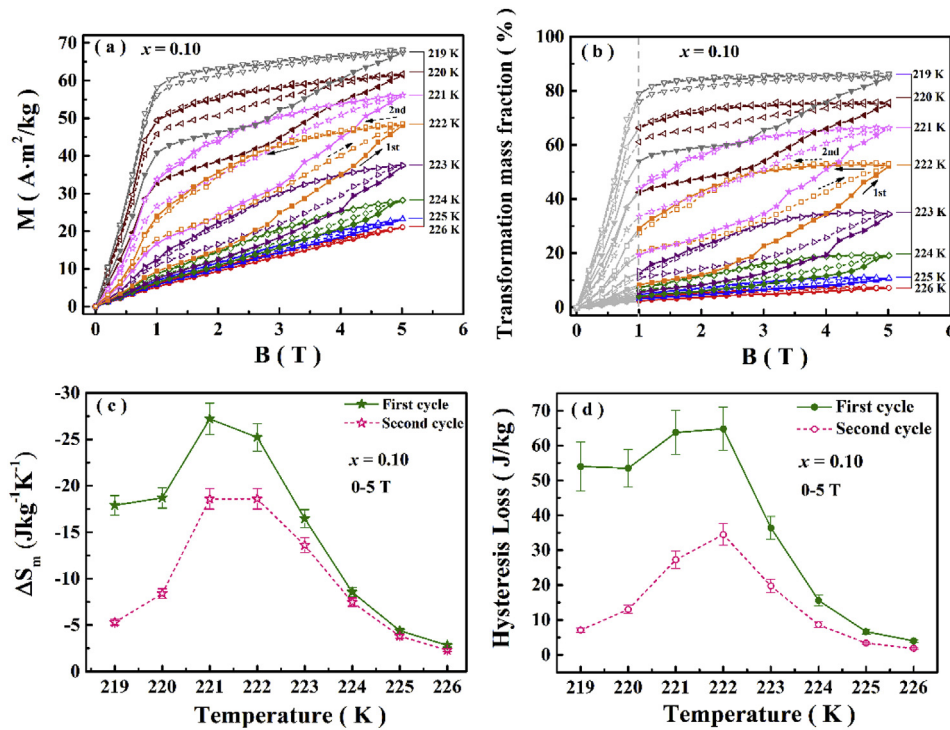 ( a )
x = 0.10
M ( A·m²/kg )
70
60
50
40
30
20
10
0
219 K
220 K
221 K
222 K
223 K
224 K
225 K
226 K
2nd
1st
0 1 2 3 4 5 6
B ( T )
( b )
x = 0.10
Transformation mass fraction ( % )
100
80
60
40
20
0
219 K
220 K
221 K
222 K
223 K
224 K
225 K
226 K
2nd
1st
0 1 2 3 4 5 6
B ( T )
( c )
First cycle
Second cycle
x = 0.10
0-5 T
ΔSm (Jkg⁻¹K⁻¹)
-30
-25
-20
-15
-10
-5
0
219 220 221 222 223 224 225 226
Temperature ( K )
( d )
First cycle
Second cycle
x = 0.10
0-5 T
Hysteresis Loss ( J/kg )
70
60
50
40
30
20
10
0
219 220 221 222 223 224 225 226
Temperature ( K )